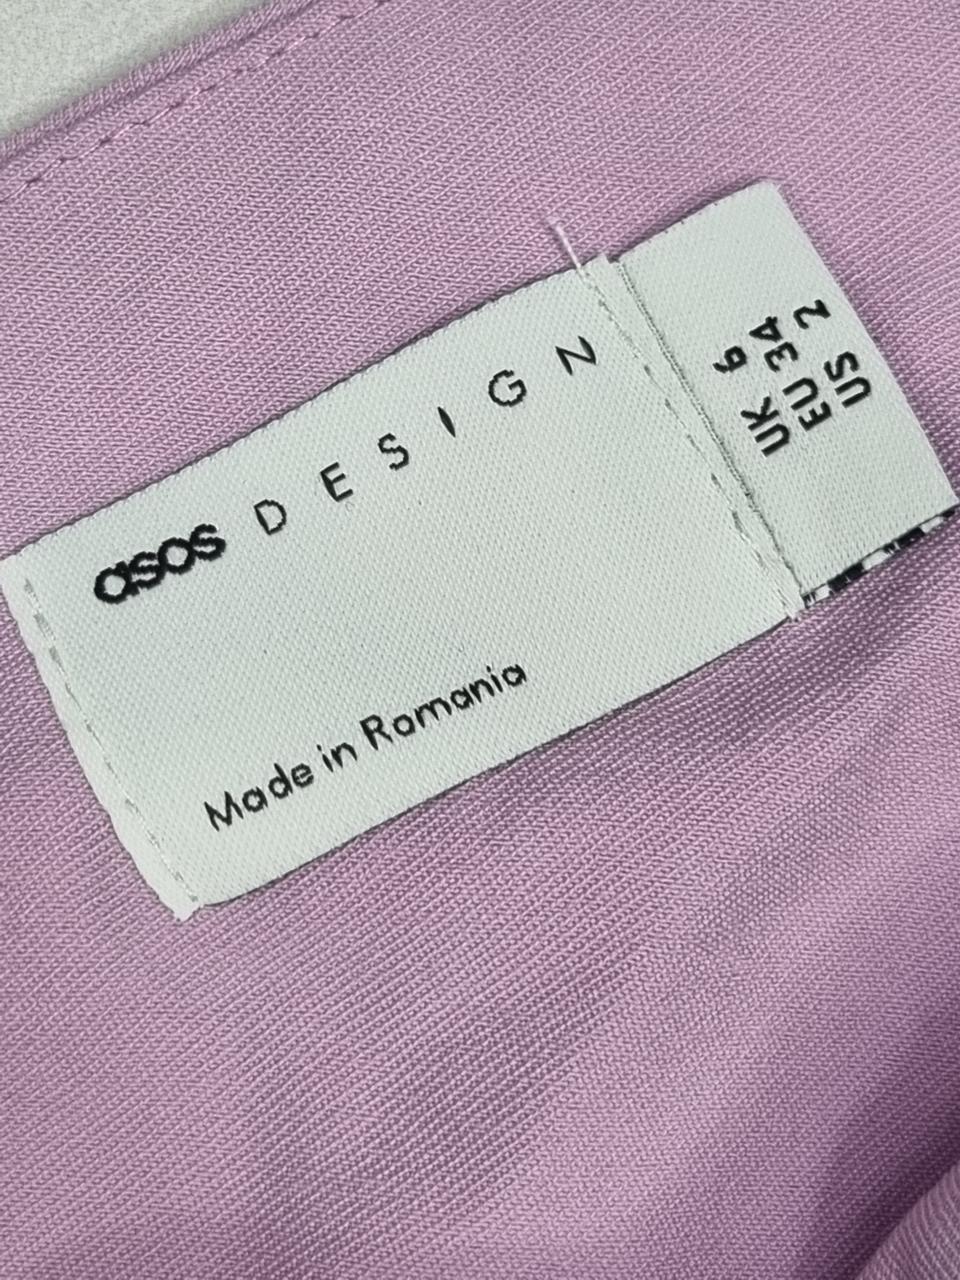 asos DESIGN
Made in Romania
UK 6
EU 34
US 2